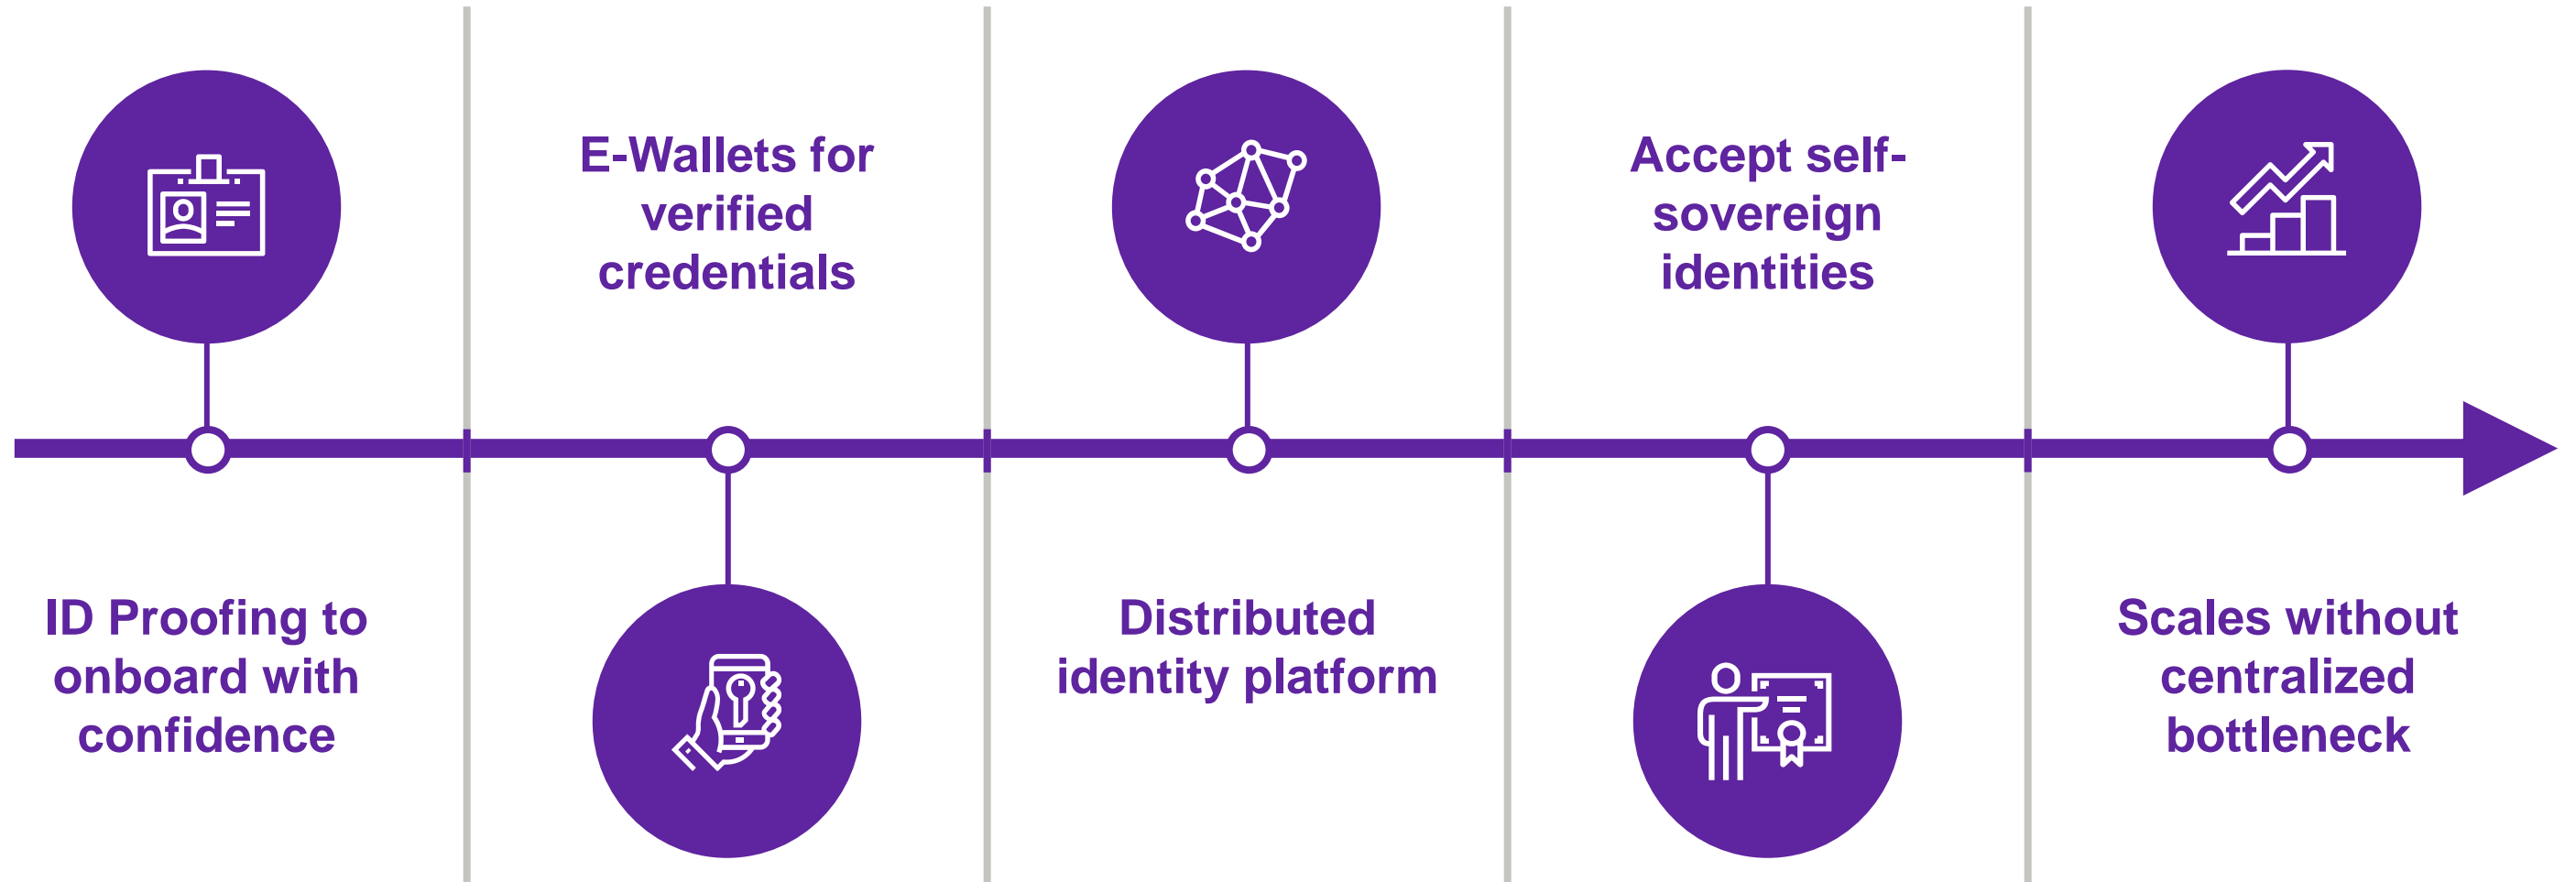 ID Proofing to
onboard with
confidence
E-Wallets for
verified
credentials
Distributed
identity platform
Accept self-
sovereign
identities
Scales without
centralized
bottleneck